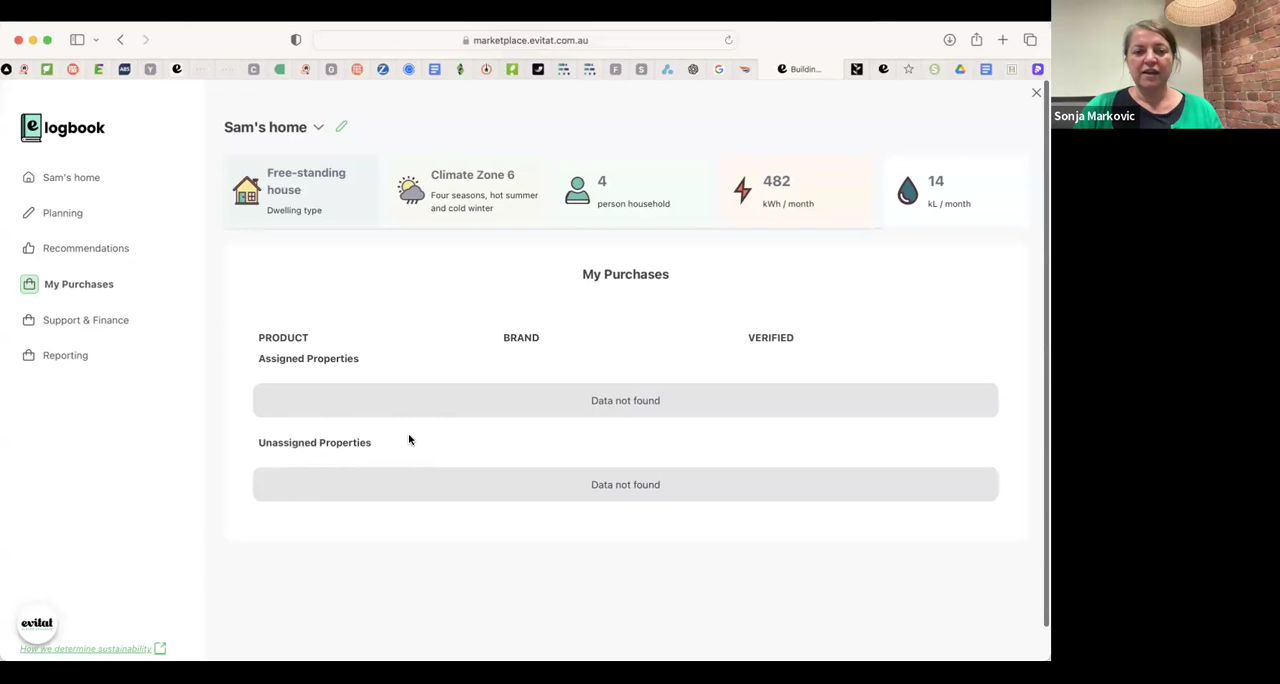 marketplace.evitat.com.au
Buildin...
Sonja Markovic
logbook
Sam's home
Free-standing
house
Dwelling type
Climate Zone 6
Four seasons, hot summer
and cold winter
4
person household
482
kWh / month
14
kL / month
Sam's home
Planning
Recommendations
My Purchases
Support & Finance
Reporting
My Purchases
PRODUCT BRAND VERIFIED
Assigned Properties
Data not found
Unassigned Properties
Data not found
evitat
How we determine sustainability